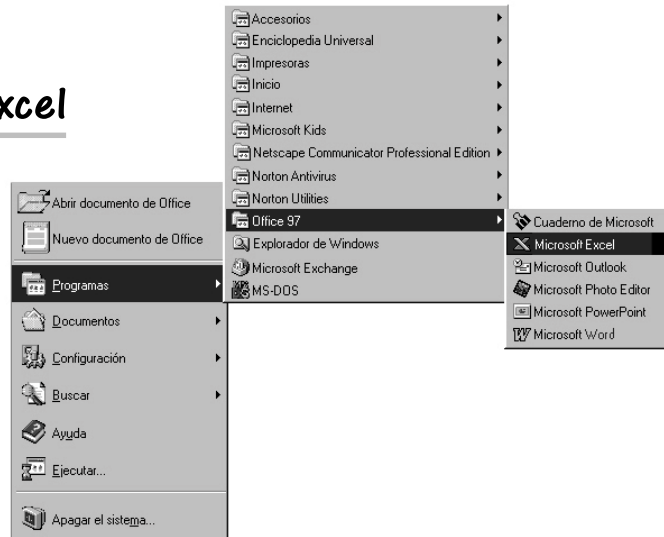 xcel
Abrir documento de Office
Nuevo documento de Office
Programas
Documentos
Configuración
Buscar
Ayuda
Ejecutar...
Apagar el sistema...
Accesorios
Enciclopedia Universal
Impresoras
Inicio
Internet
Microsoft Kids
Netscape Communicator Professional Edition
Norton Antivirus
Norton Utilities
Office 97
Explorador de Windows
Microsoft Exchange
MS-DOS
Cuaderno de Microsoft
Microsoft Excel
Microsoft Outlook
Microsoft Photo Editor
Microsoft PowerPoint
Microsoft Word